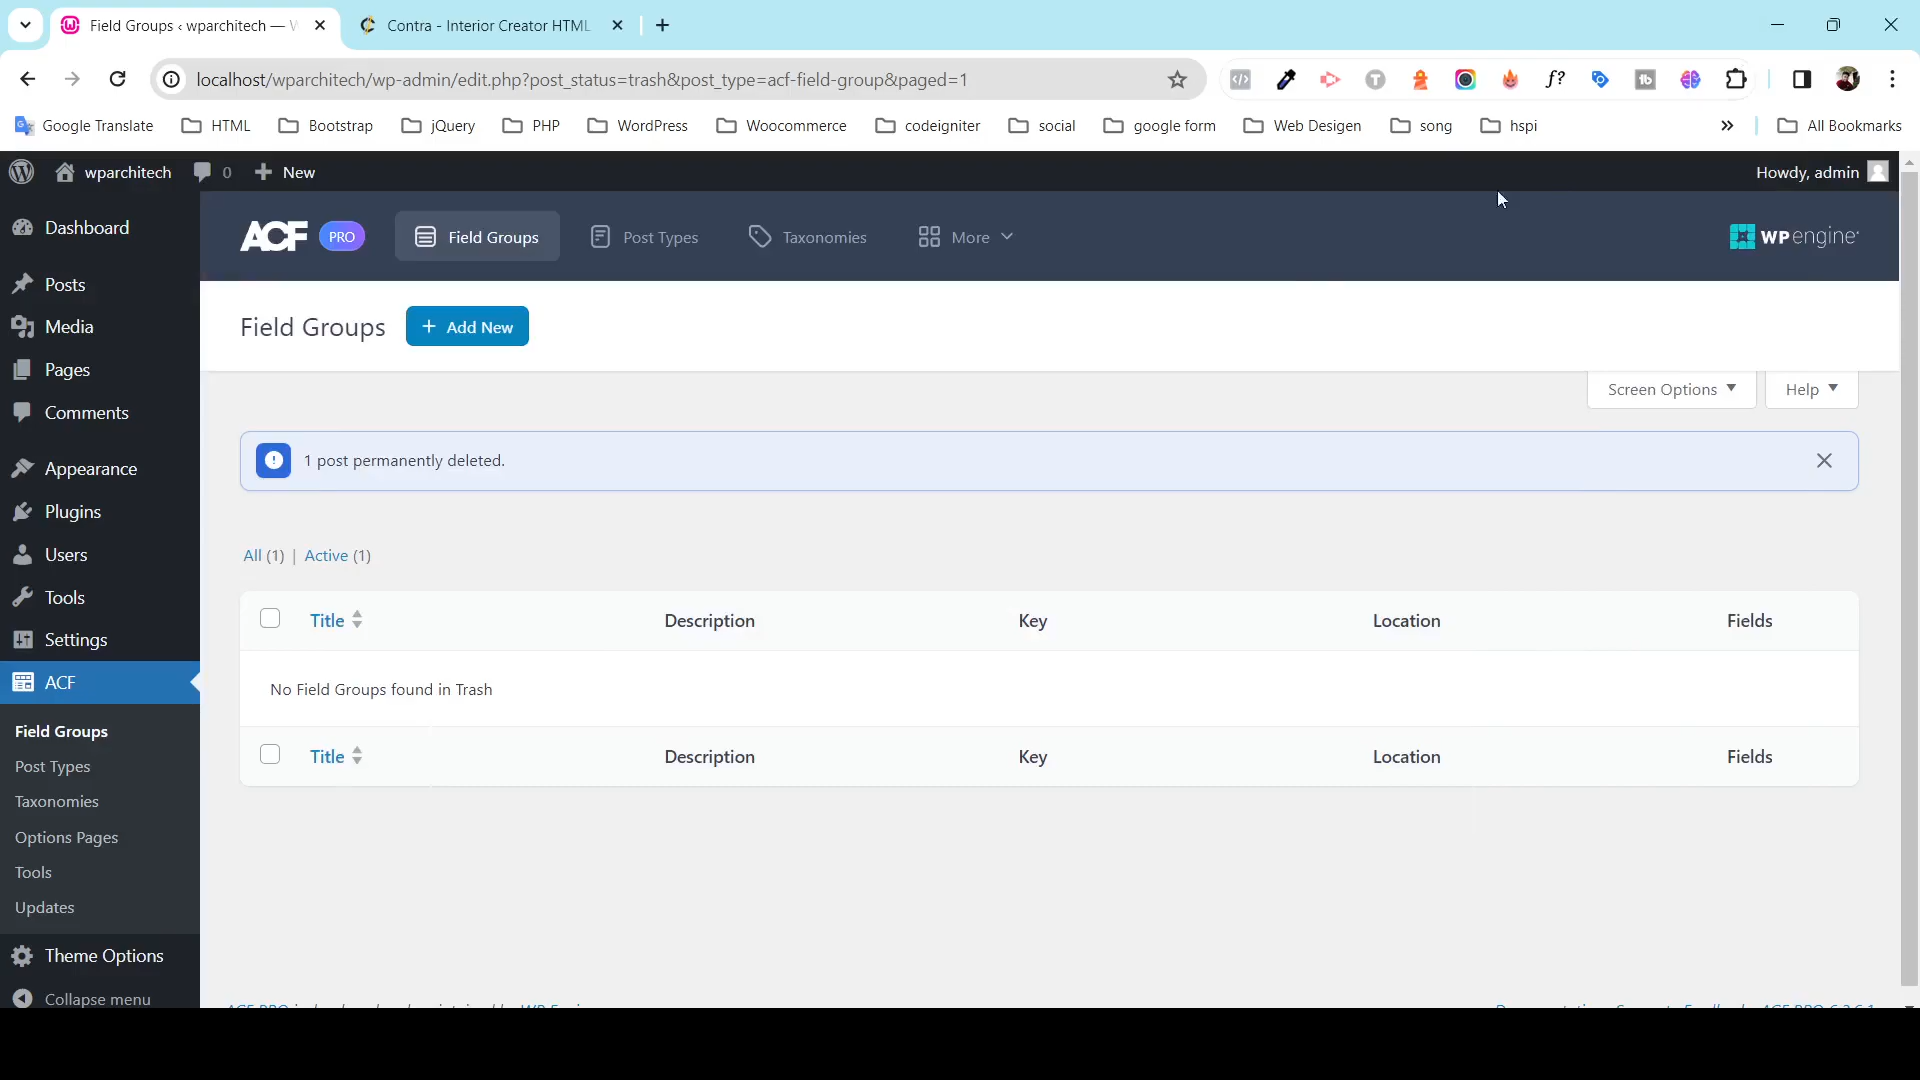 Field Groups ‹ wparchitech — W
Contra - Interior Creator HTML
localhost/wparchitech/wp-admin/edit.php?post_status=trash&post_type=acf-field-group&paged=1
Google Translate
HTML
Bootstrap
jQuery
PHP
WordPress
Woocommerce
codeigniter
social
google form
Web Desigen
song
hspi
»
All Bookmarks
wparchitech
0
New
Howdy, admin
Dashboard
Posts
Media
Pages
Comments
Appearance
Plugins
Users
Tools
Settings
ACF
Field Groups
Post Types
Taxonomies
Options Pages
Tools
Updates
Theme Options
Collapse menu
ACF PRO
Field Groups
Post Types
Taxonomies
More
WP engine
Field Groups
+ Add New
Screen Options
Help
1 post permanently deleted.
All (1) | Active (1)
Title Description Key Location Fields
No Field Groups found in Trash
Title Description Key Location Fields